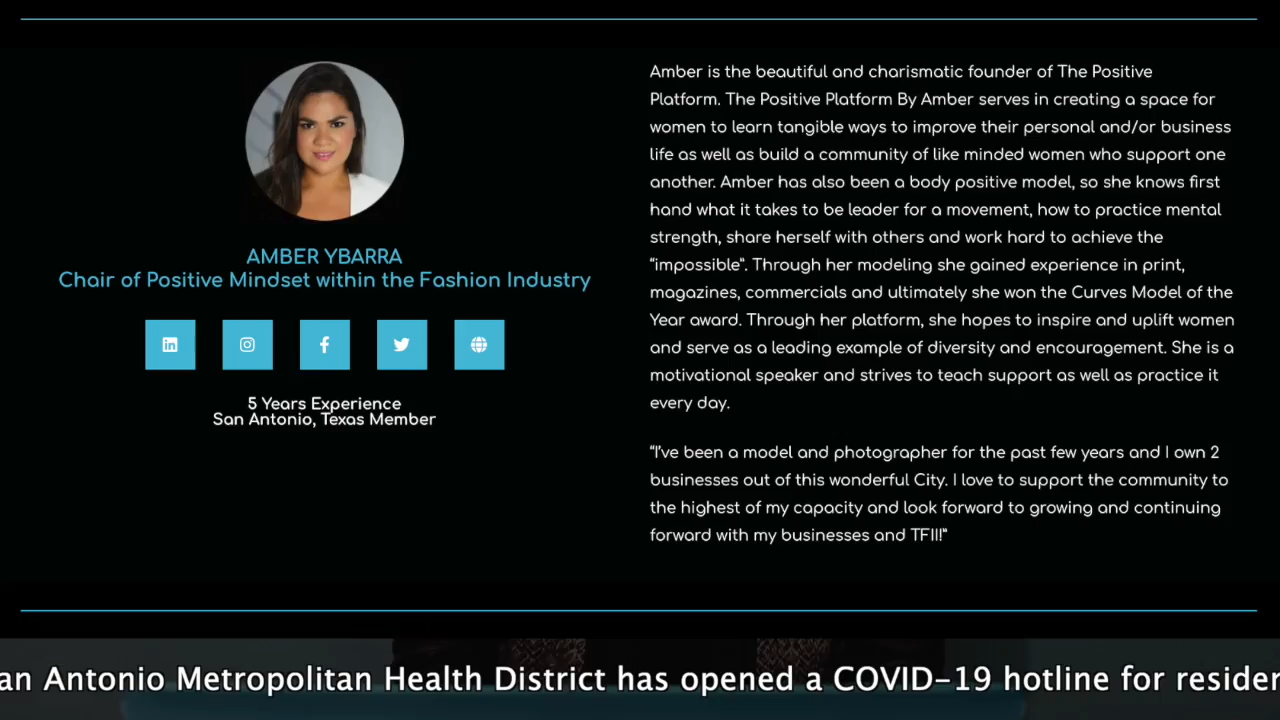 AMBER YBARRA
Chair of Positive Mindset within the Fashion Industry
5 Years Experience
San Antonio, Texas Member
Amber is the beautiful and charismatic founder of The Positive
Platform. The Positive Platform By Amber serves in creating a space for
women to learn tangible ways to improve their personal and/or business
life as well as build a community of like minded women who support one
another. Amber has also been a body positive model, so she knows first
hand what it takes to be leader for a movement, how to practice mental
strength, share herself with others and work hard to achieve the
“impossible”. Through her modeling she gained experience in print,
magazines, commercials and ultimately she won the Curves Model of the
Year award. Through her platform, she hopes to inspire and uplift women
and serve as a leading example of diversity and encouragement. She is a
motivational speaker and strives to teach support as well as practice it
every day.
“I’ve been a model and photographer for the past few years and I own 2
businesses out of this wonderful City. I love to support the community to
the highest of my capacity and look forward to growing and continuing
forward with my businesses and TFII!”
an Antonio Metropolitan Health District has opened a COVID-19 hotline for resider